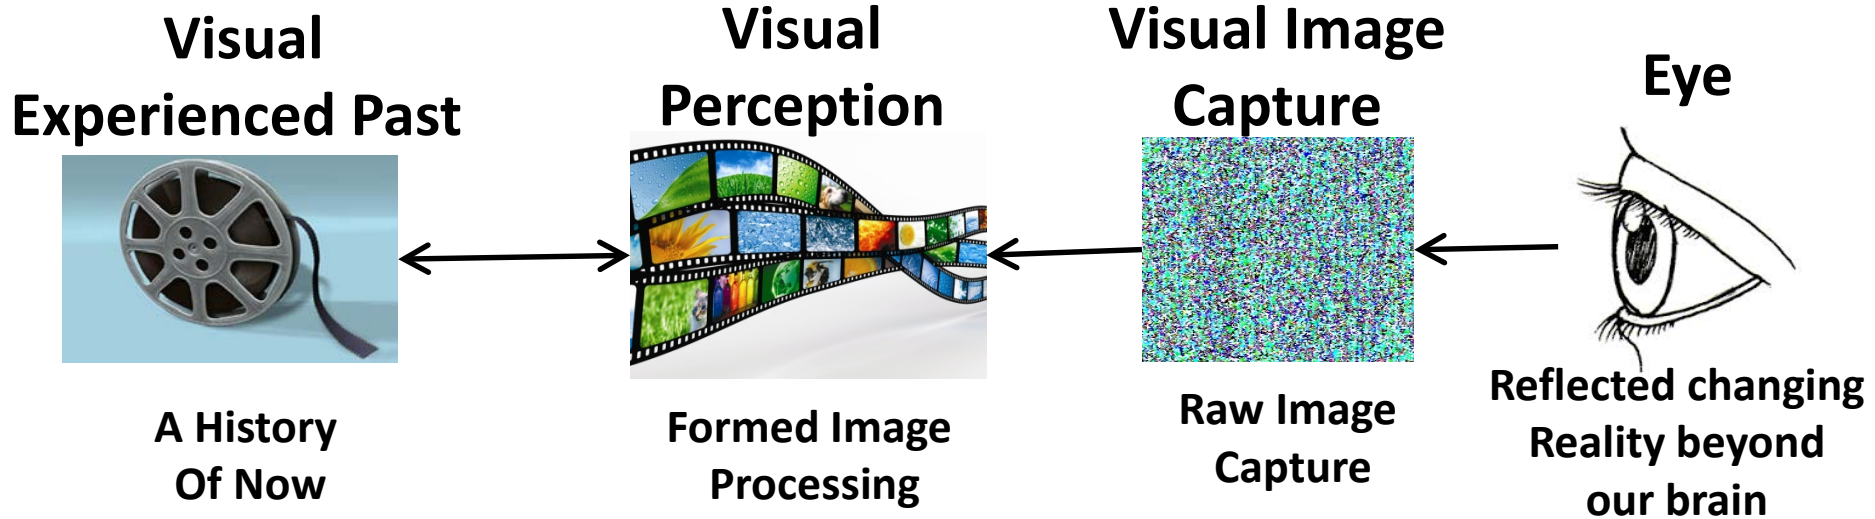 Visual
Experienced Past
Visual
Perception
Visual Image
Capture
Eye
A History
Of Now
Formed Image
Processing
Raw Image
Capture
Reflected changing
Reality beyond
our brain